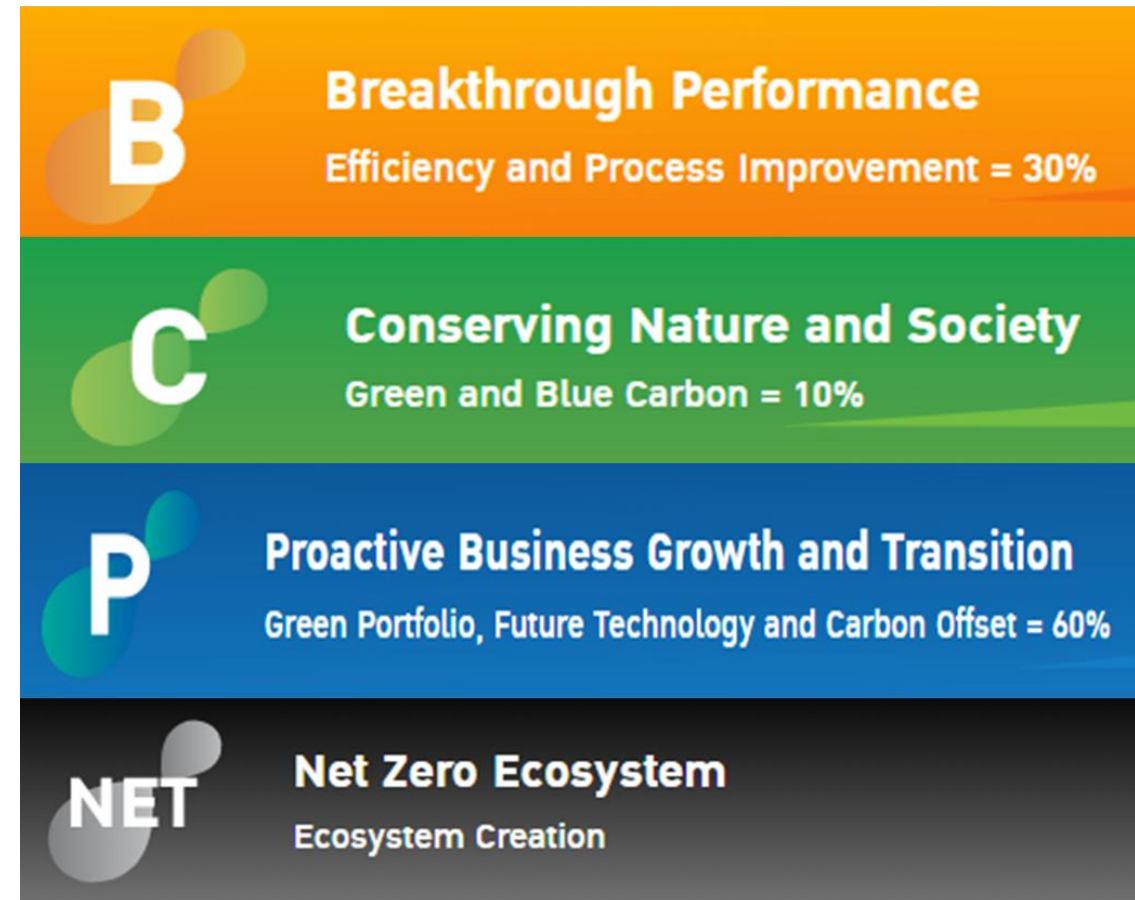 B
Breakthrough Performance
Efficiency and Process Improvement = 30%
C
Conserving Nature and Society
Green and Blue Carbon = 10%
P
Proactive Business Growth and Transition
Green Portfolio, Future Technology and Carbon Offset = 60%
NET
Net Zero Ecosystem
Ecosystem Creation